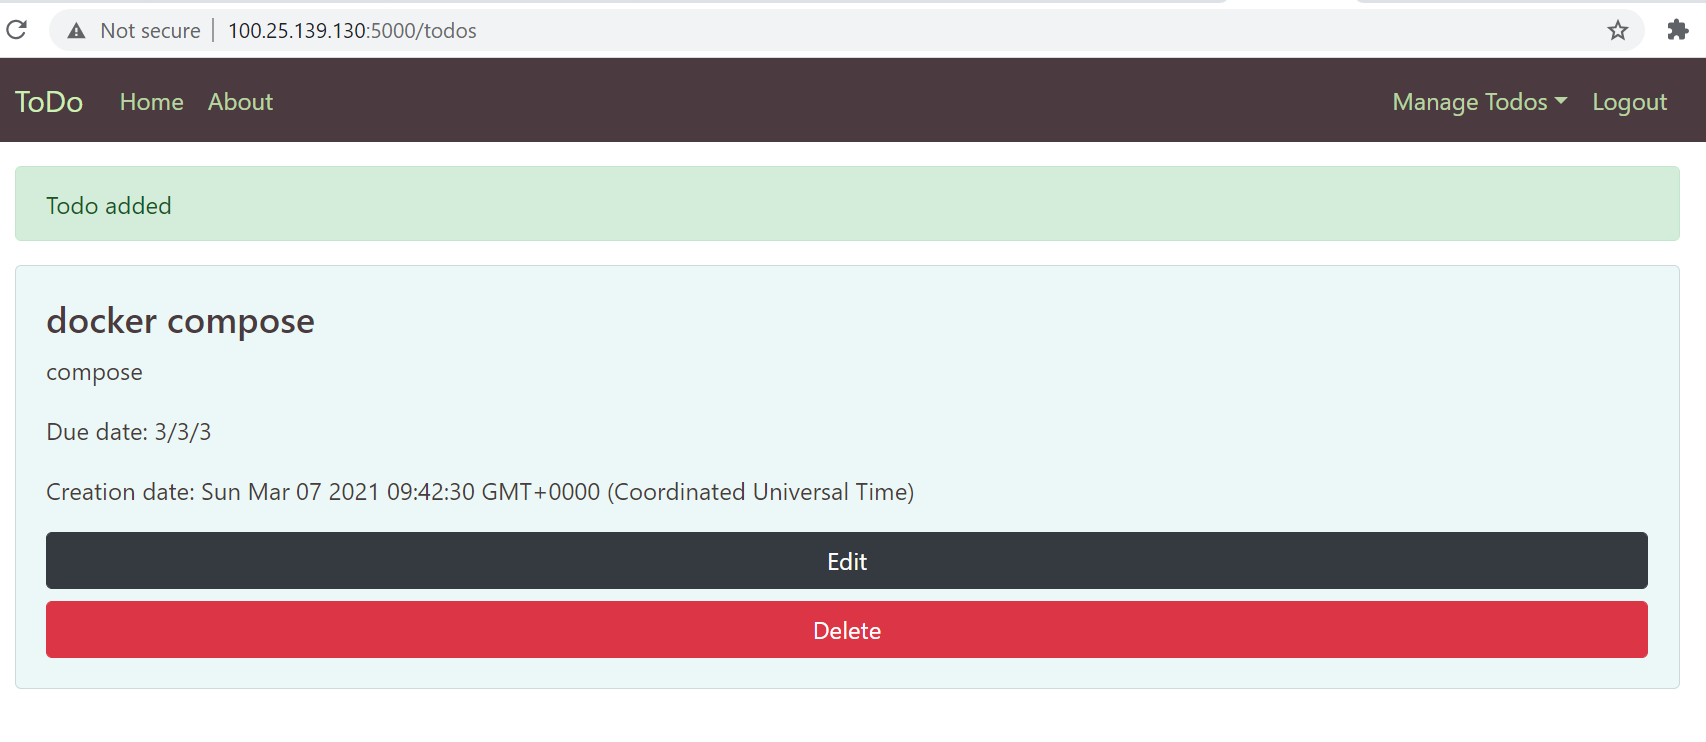 Not secure | 100.25.139.130:5000/todos
ToDo Home About Manage Todos Logout
Todo added
docker compose
compose
Due date: 3/3/3
Creation date: Sun Mar 07 2021 09:42:30 GMT+0000 (Coordinated Universal Time)
Edit
Delete